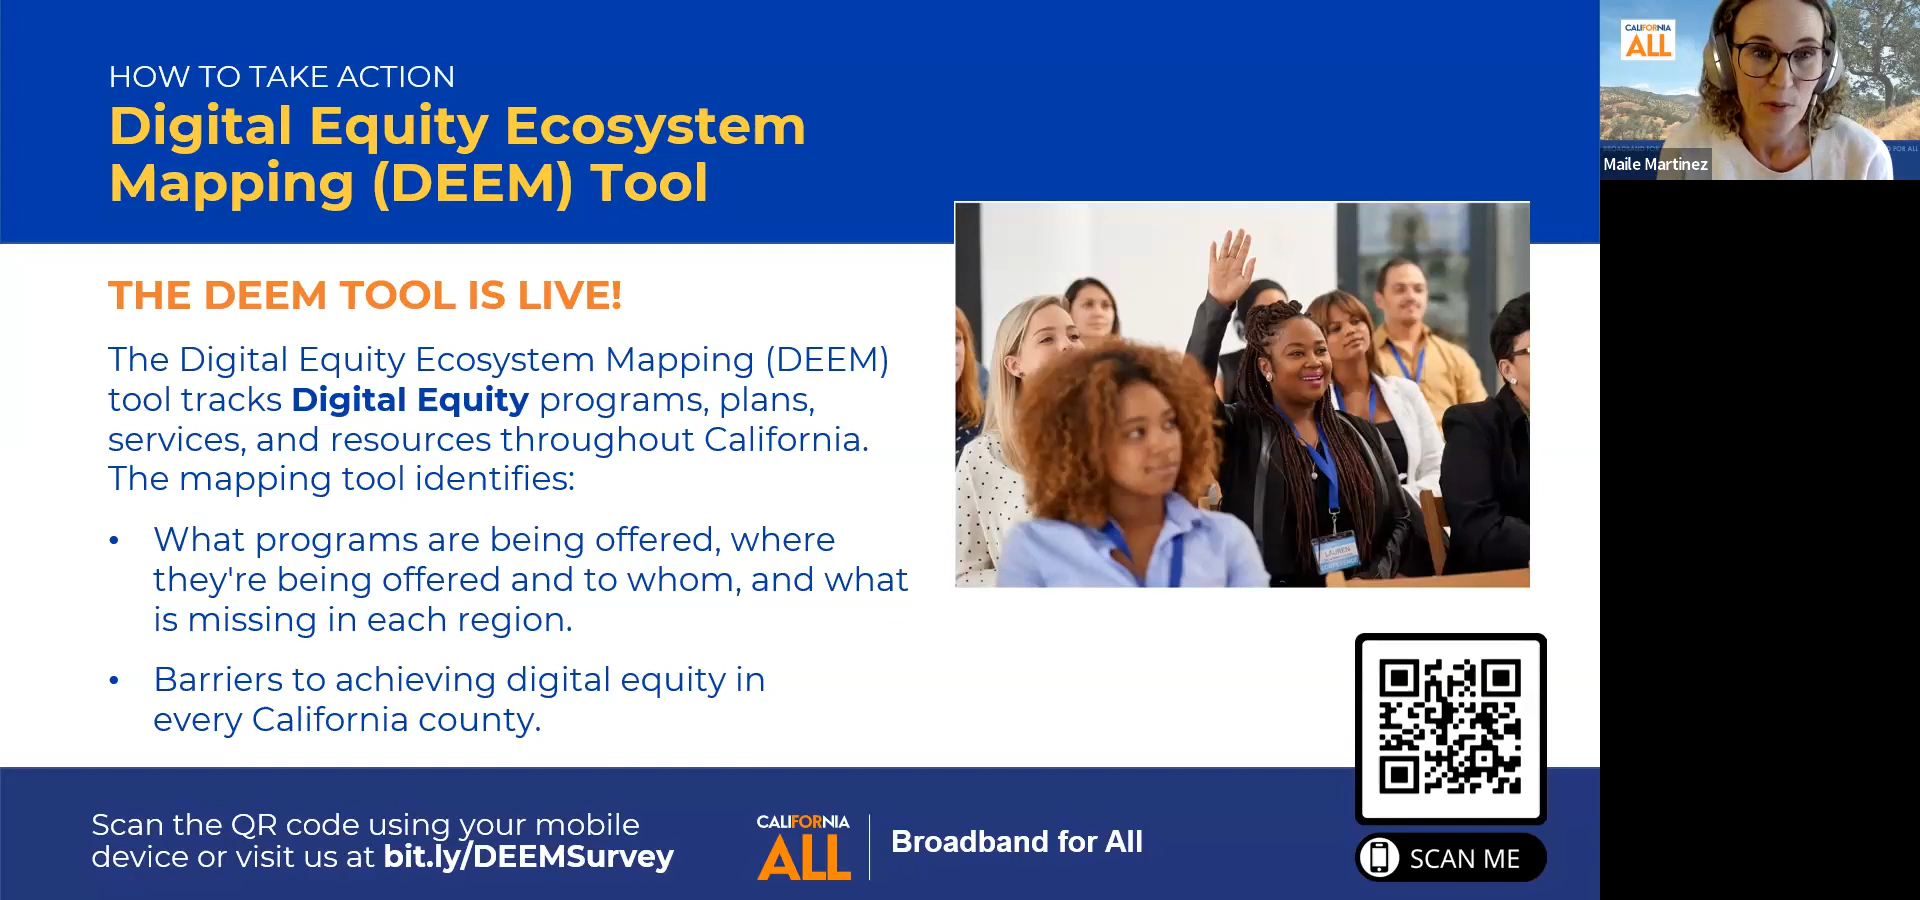 HOW TO TAKE ACTION
Digital Equity Ecosystem
Mapping (DEEM) Tool
THE DEEM TOOL IS LIVE!
The Digital Equity Ecosystem Mapping (DEEM)
tool tracks Digital Equity programs, plans,
services, and resources throughout California.
The mapping tool identifies:
• What programs are being offered, where
they're being offered and to whom, and what
is missing in each region.
• Barriers to achieving digital equity in
every California county.
LAUREN
CONFERENCE
Scan the QR code using your mobile
device or visit us at bit.ly/DEEMSurvey
CALIFORNIA
ALL
Broadband for All
SCAN ME
CALIFORNIA
ALL
Maile Martinez